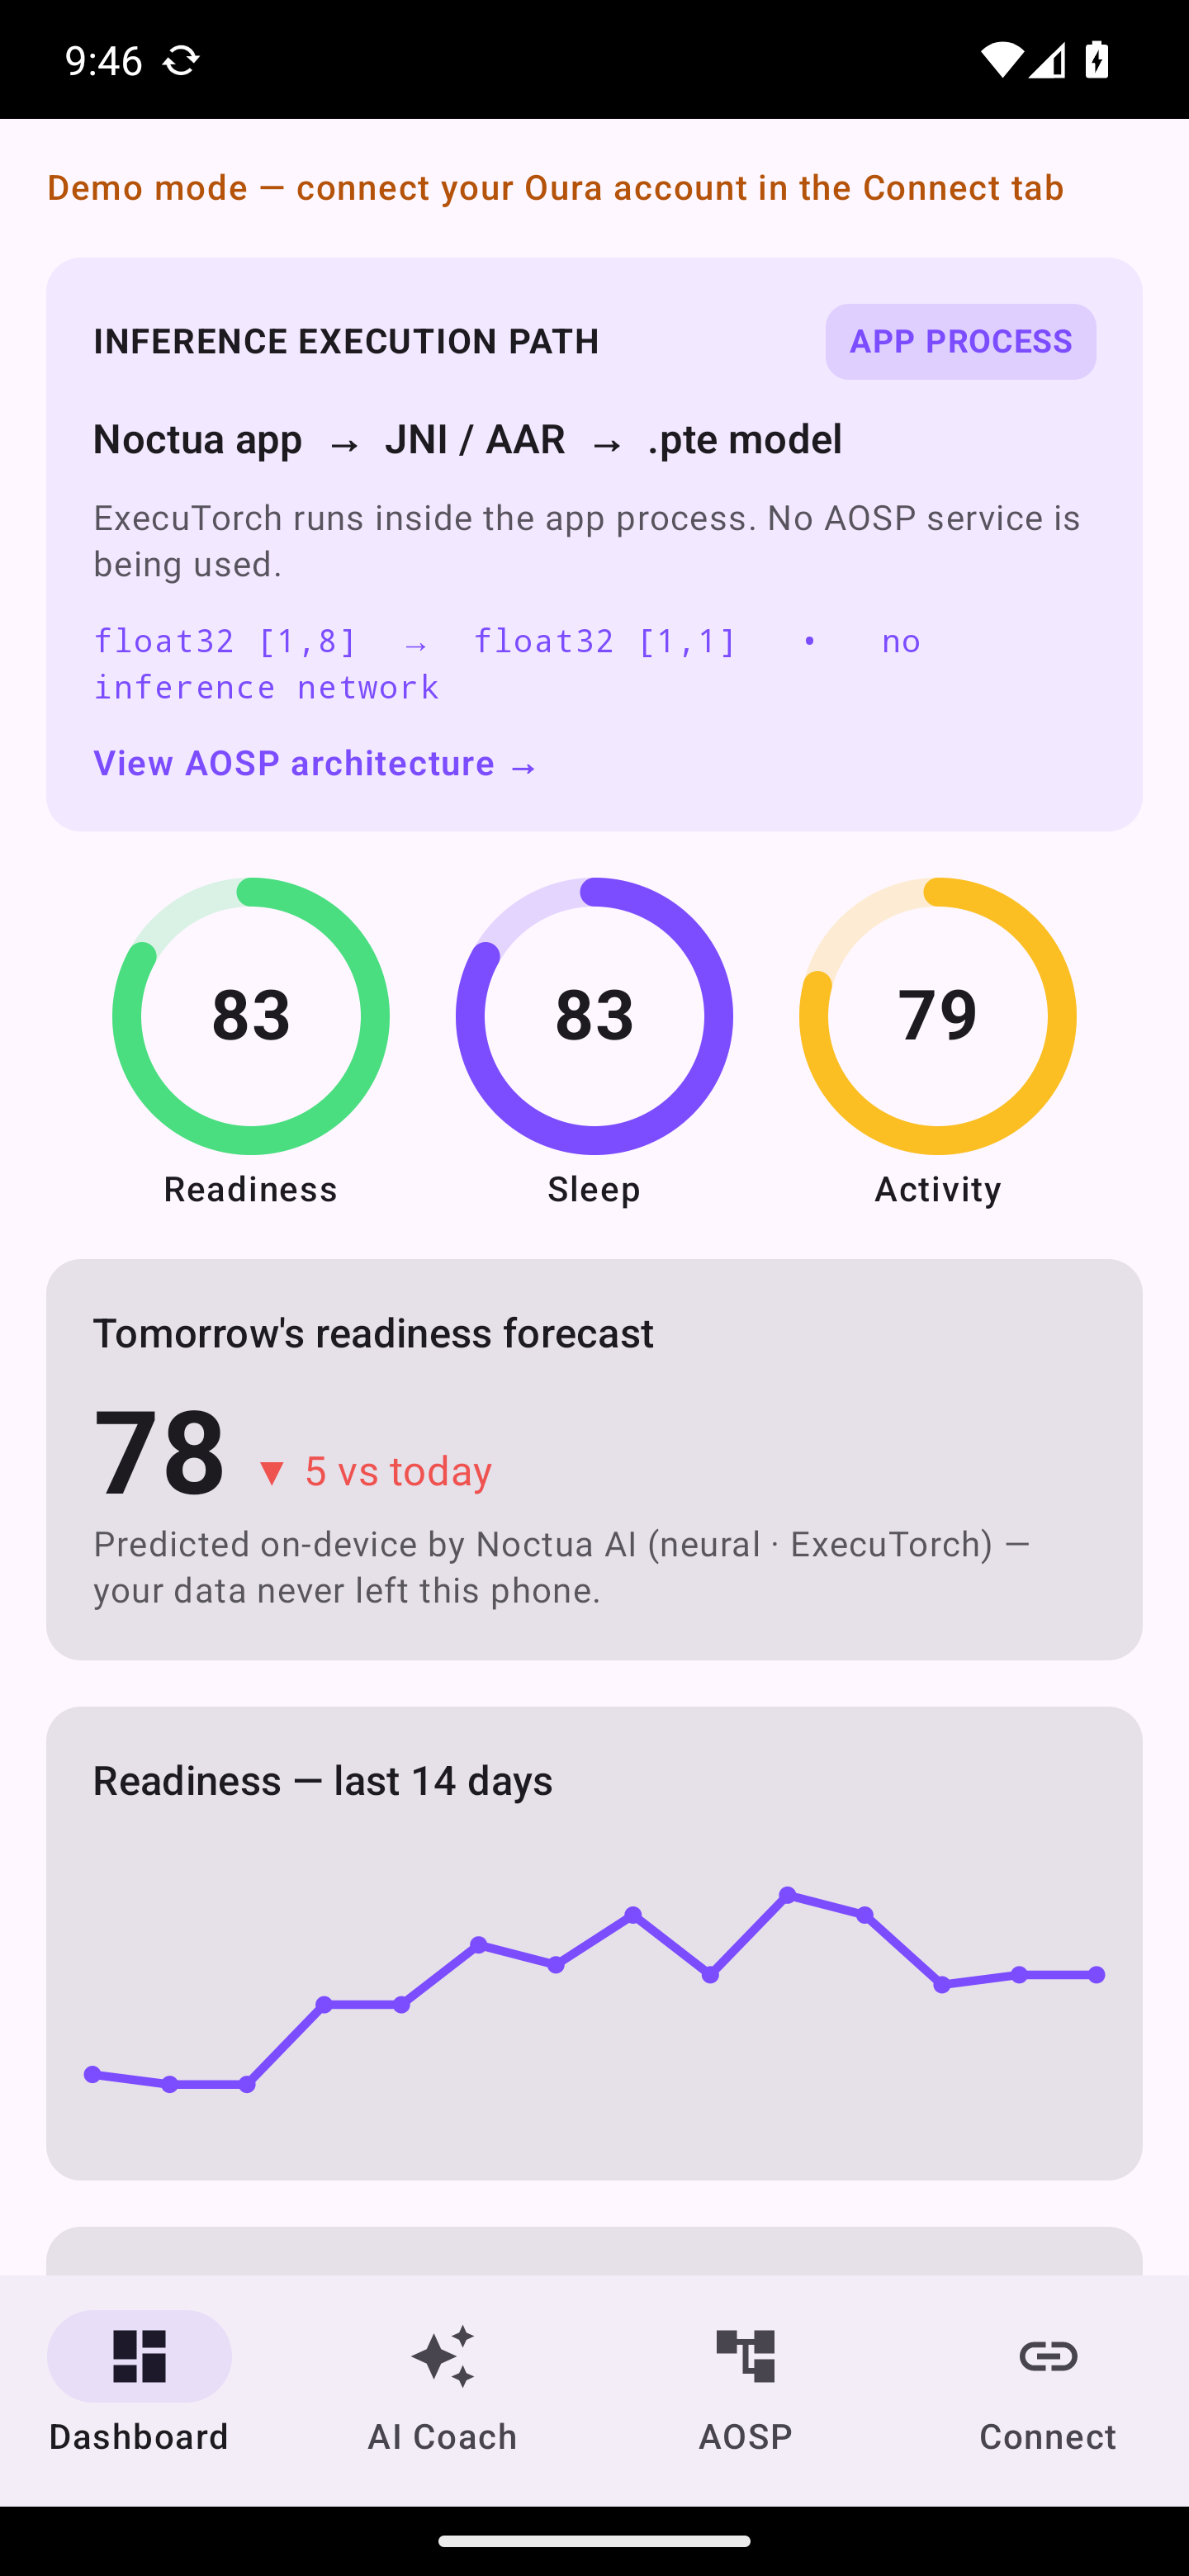 9:46
Demo mode — connect your Oura account in the Connect tab
INFERENCE EXECUTION PATH
APP PROCESS
Noctua app → JNI / AAR → .pte model
ExecuTorch runs inside the app process. No AOSP service is
being used.
float32 [1,8] → float32 [1,1] • no
inference network
View AOSP architecture →
83
83
79
Readiness
Sleep
Activity
Tomorrow's readiness forecast
78 ▼ 5 vs today
Predicted on-device by Noctua AI (neural · ExecuTorch) —
your data never left this phone.
Readiness — last 14 days
Dashboard
AI Coach
AOSP
Connect